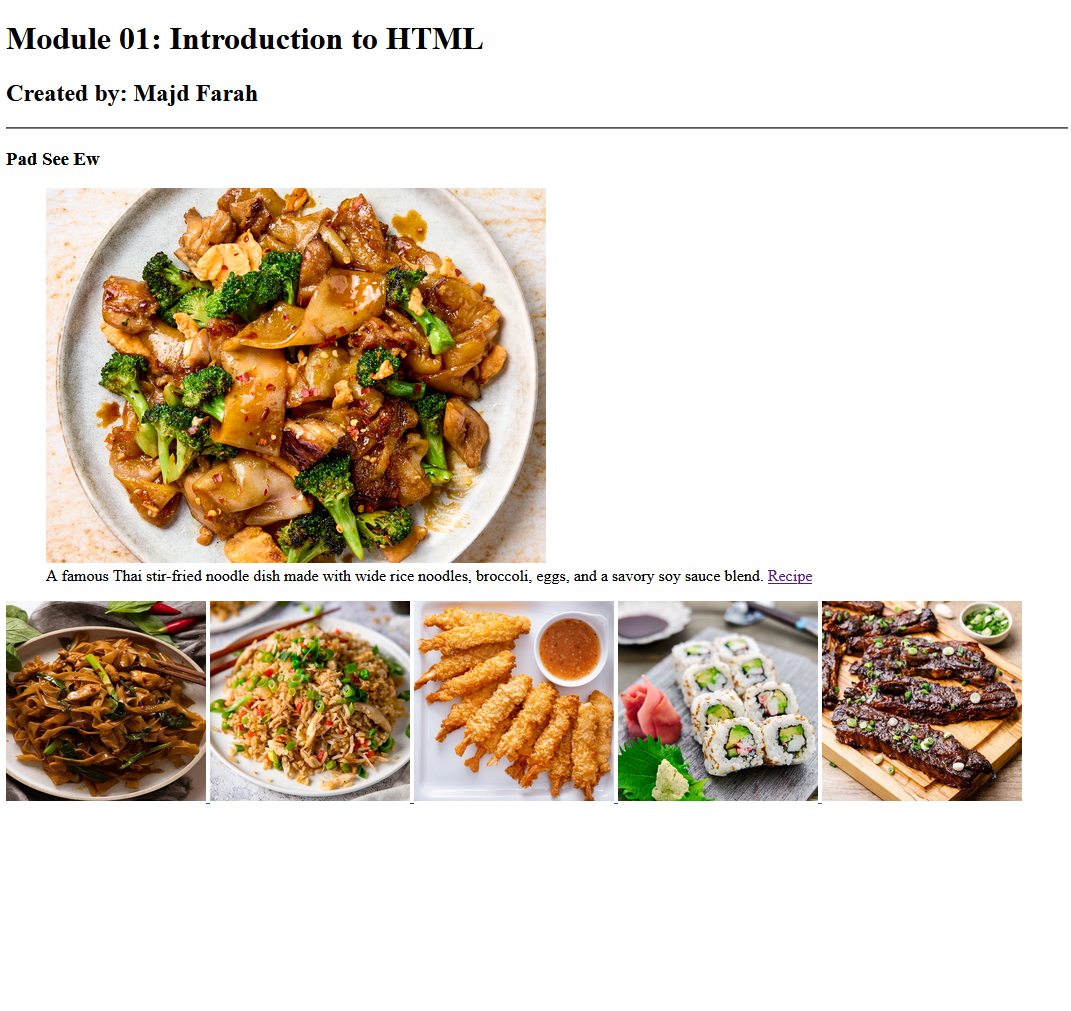 Module 01: Introduction to HTML
Created by: Majd Farah
Pad See Ew
A famous Thai stir-fried noodle dish made with wide rice noodles, broccoli, eggs, and a savory soy sauce blend. Recipe